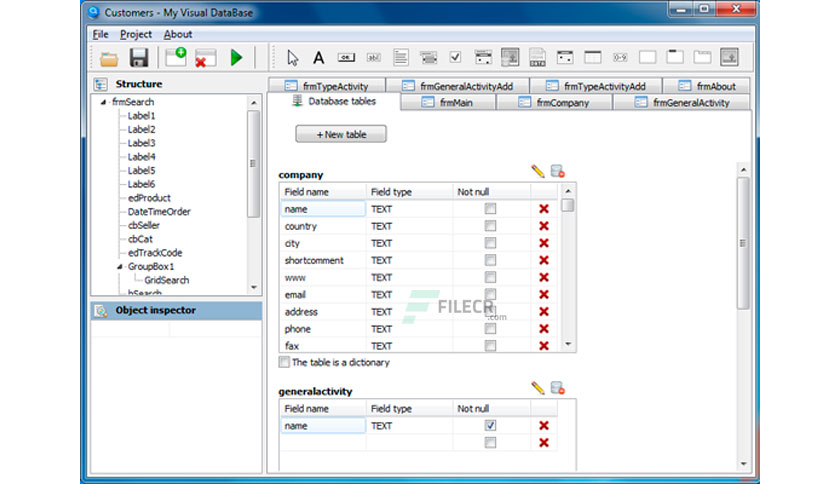 Customers - My Visual DataBase
File Project About
A OK ab
Structure
frmSearch
Label1
Label2
Label3
Label4
Label5
Label6
edProduct
DateTimeOrder
cbSeller
cbCat
edTrackCode
GroupBox1
GridSearch
bSearch
Object inspector
frmTypeActivity frmGeneralActivityAdd frmTypeActivityAdd frmAbout
Database tables frmMain frmCompany frmGeneralActivity
+ New table
company
Field name Field type Not null
name TEXT
country TEXT
city TEXT
shortcomment TEXT
www TEXT
email TEXT
address TEXT
phone TEXT
fax TEXT
The table is a dictionary
generalactivity
Field name Field type Not null
name TEXT
FILECR
.com